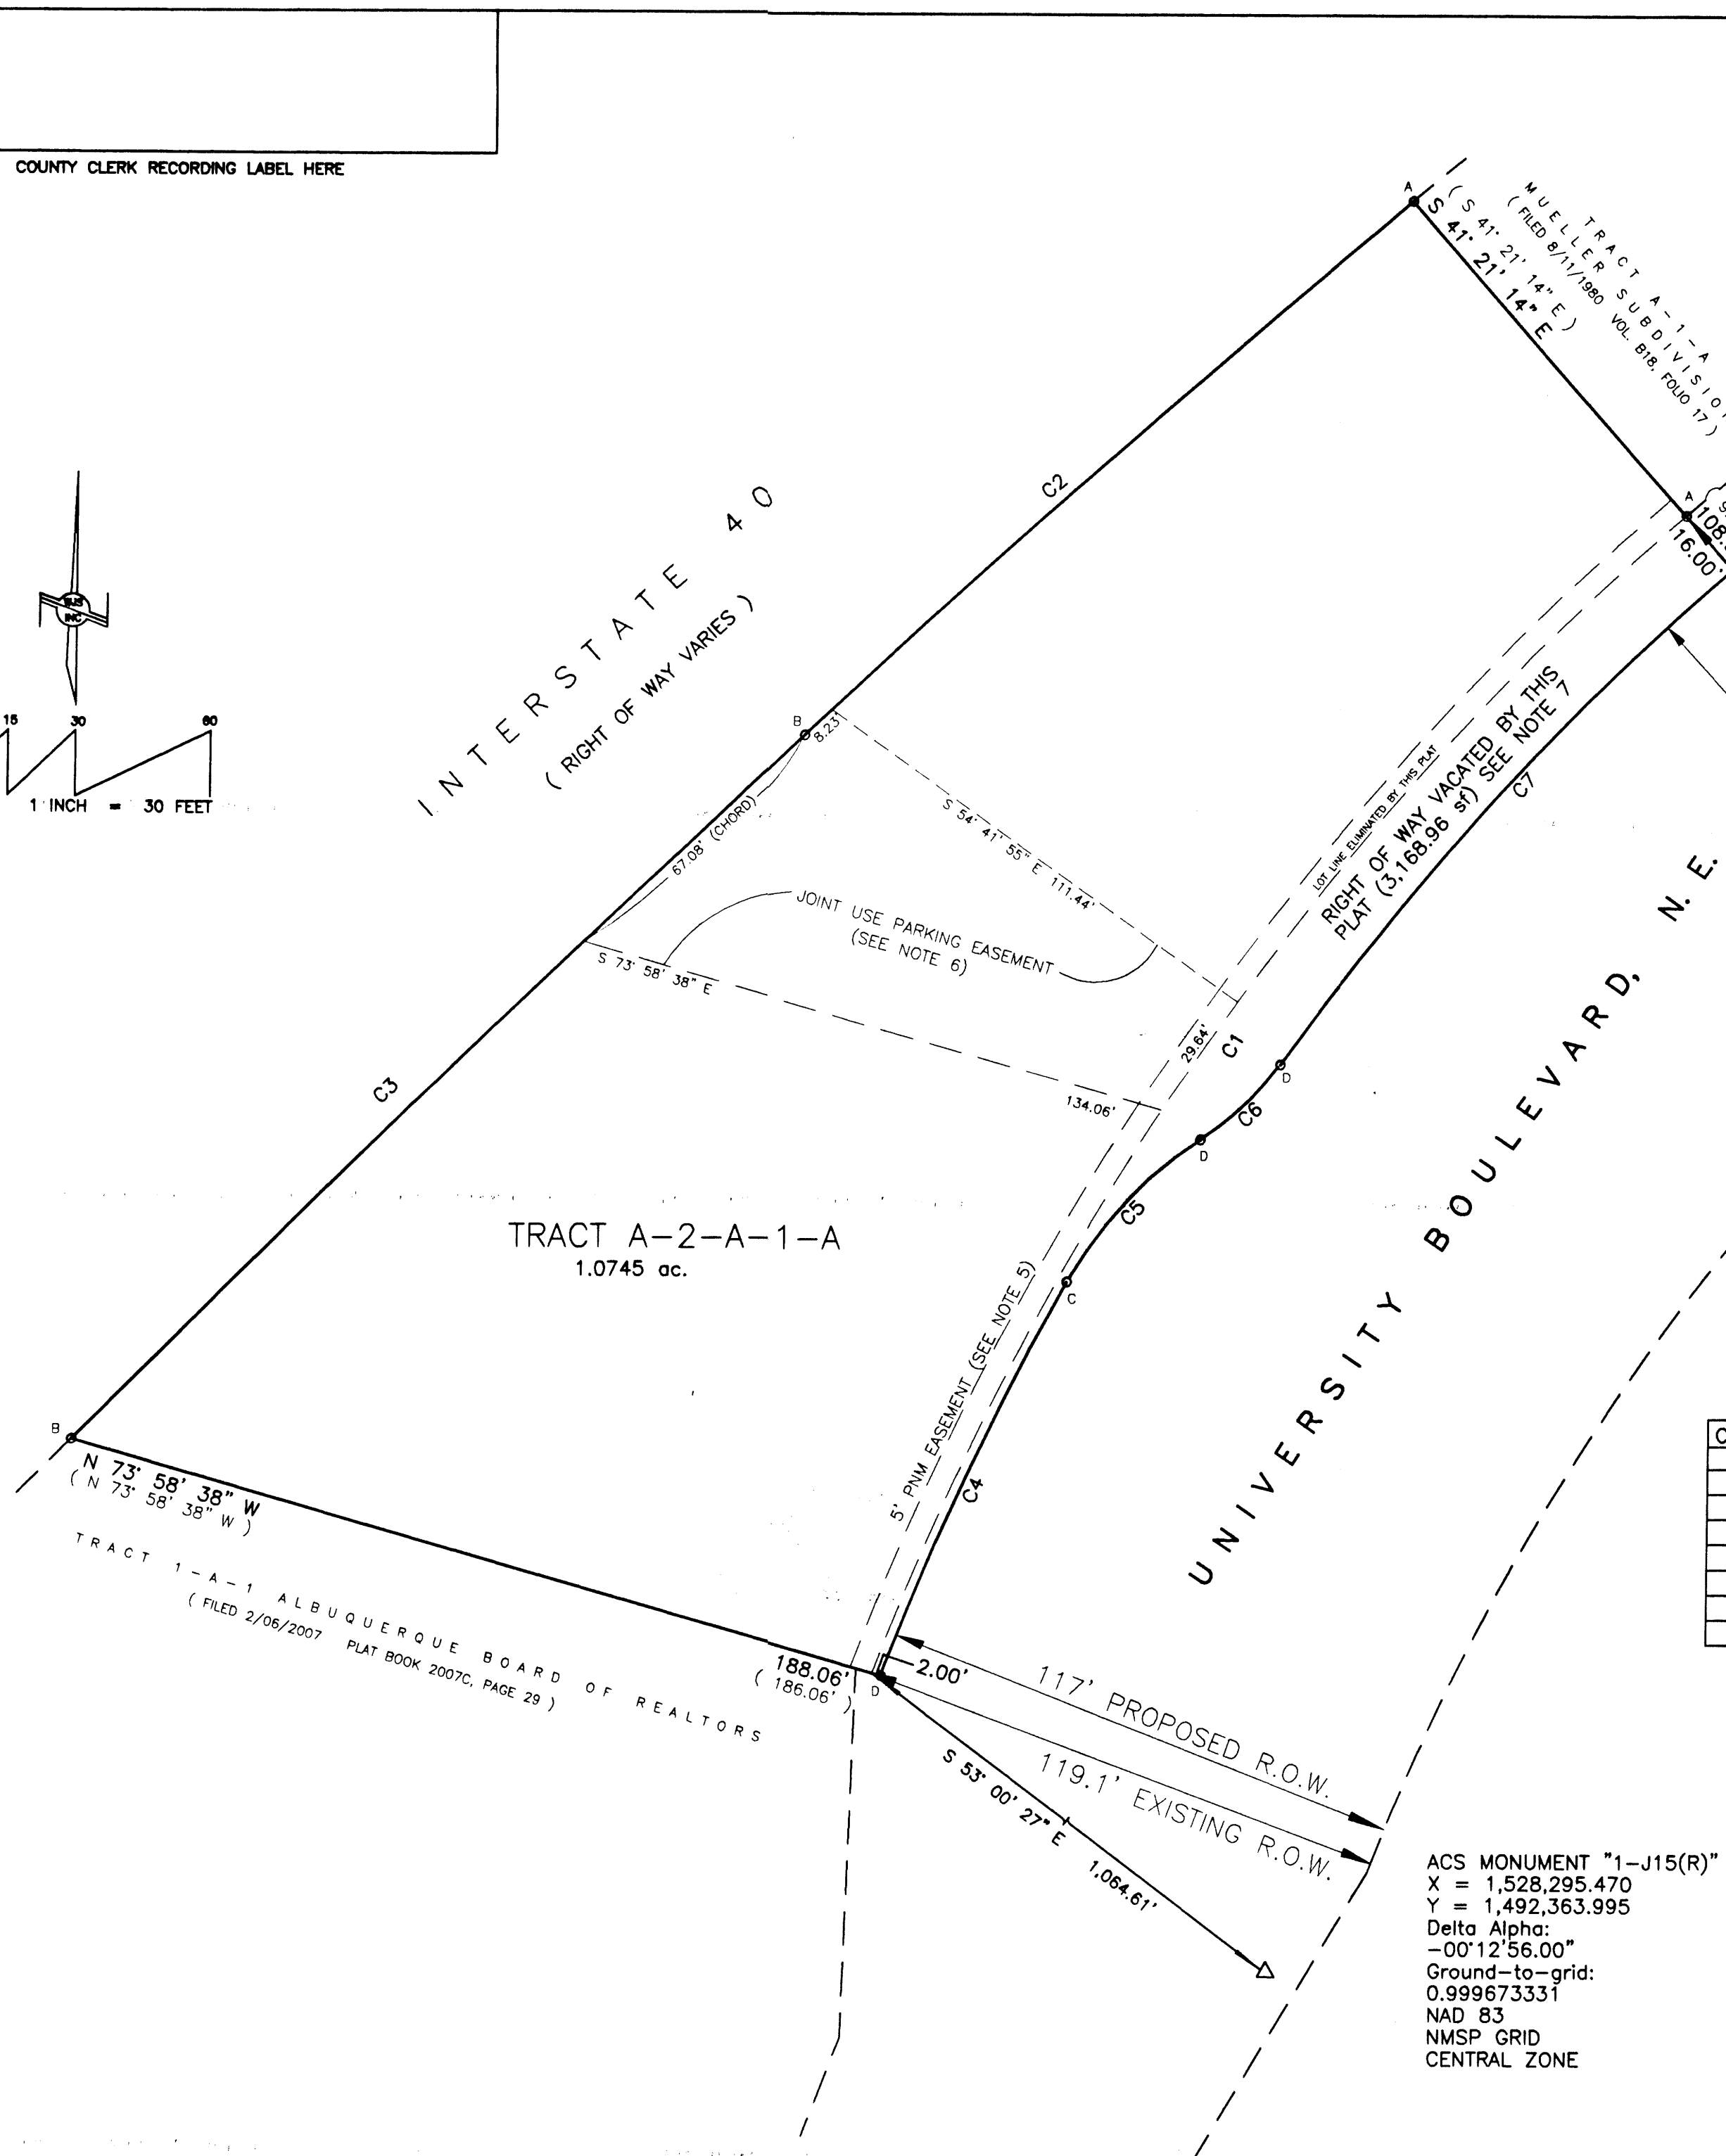 COUNTY CLERK RECORDING LABEL HERE
A
S 41° 21' 14" E
( S 41° 21' 14" E )
TRACT A-1-A
MUELLER SUBDIVISIO
( FILED 8/11/1980 VOL. B18, FOLIO 17 )
A
108.
16.00'
C2
INTERSTATE 40
( RIGHT OF WAY VARIES )
BJS
INC
15 30 60
1 INCH = 30 FEET
B
8.23'
67.08' (CHORD)
S 54° 41' 55" E 111.44'
JOINT USE PARKING EASEMENT
(SEE NOTE 6)
S 73° 58' 38" E
134.06'
LOT LINE ELIMINATED BY THIS PLAT
RIGHT OF WAY VACATED BY THIS
PLAT (3,168.96 sf) SEE NOTE 7
C7
29.64'
C1
D
C6
D
C5
C
C3
TRACT A-2-A-1-A
1.0745 ac.
5' PNM EASEMENT (SEE NOTE 5)
C4
UNIVERSITY BOULEVARD, N. E.
B
N 73° 58' 38" W
( N 73° 58' 38" W )
TRACT 1-A-1 ALBUQUERQUE BOARD OF REALTORS
( FILED 2/06/2007 PLAT BOOK 2007C, PAGE 29 )
188.06'
( 186.06' )
D
2.00'
117' PROPOSED R.O.W.
119.1' EXISTING R.O.W.
S 53° 00' 27" E
1,064.61'
ACS MONUMENT "1-J15(R)"
X = 1,528,295.470
Y = 1,492,363.995
Delta Alpha:
-00°12'56.00"
Ground-to-grid:
0.999673331
NAD 83
NMSP GRID
CENTRAL ZONE